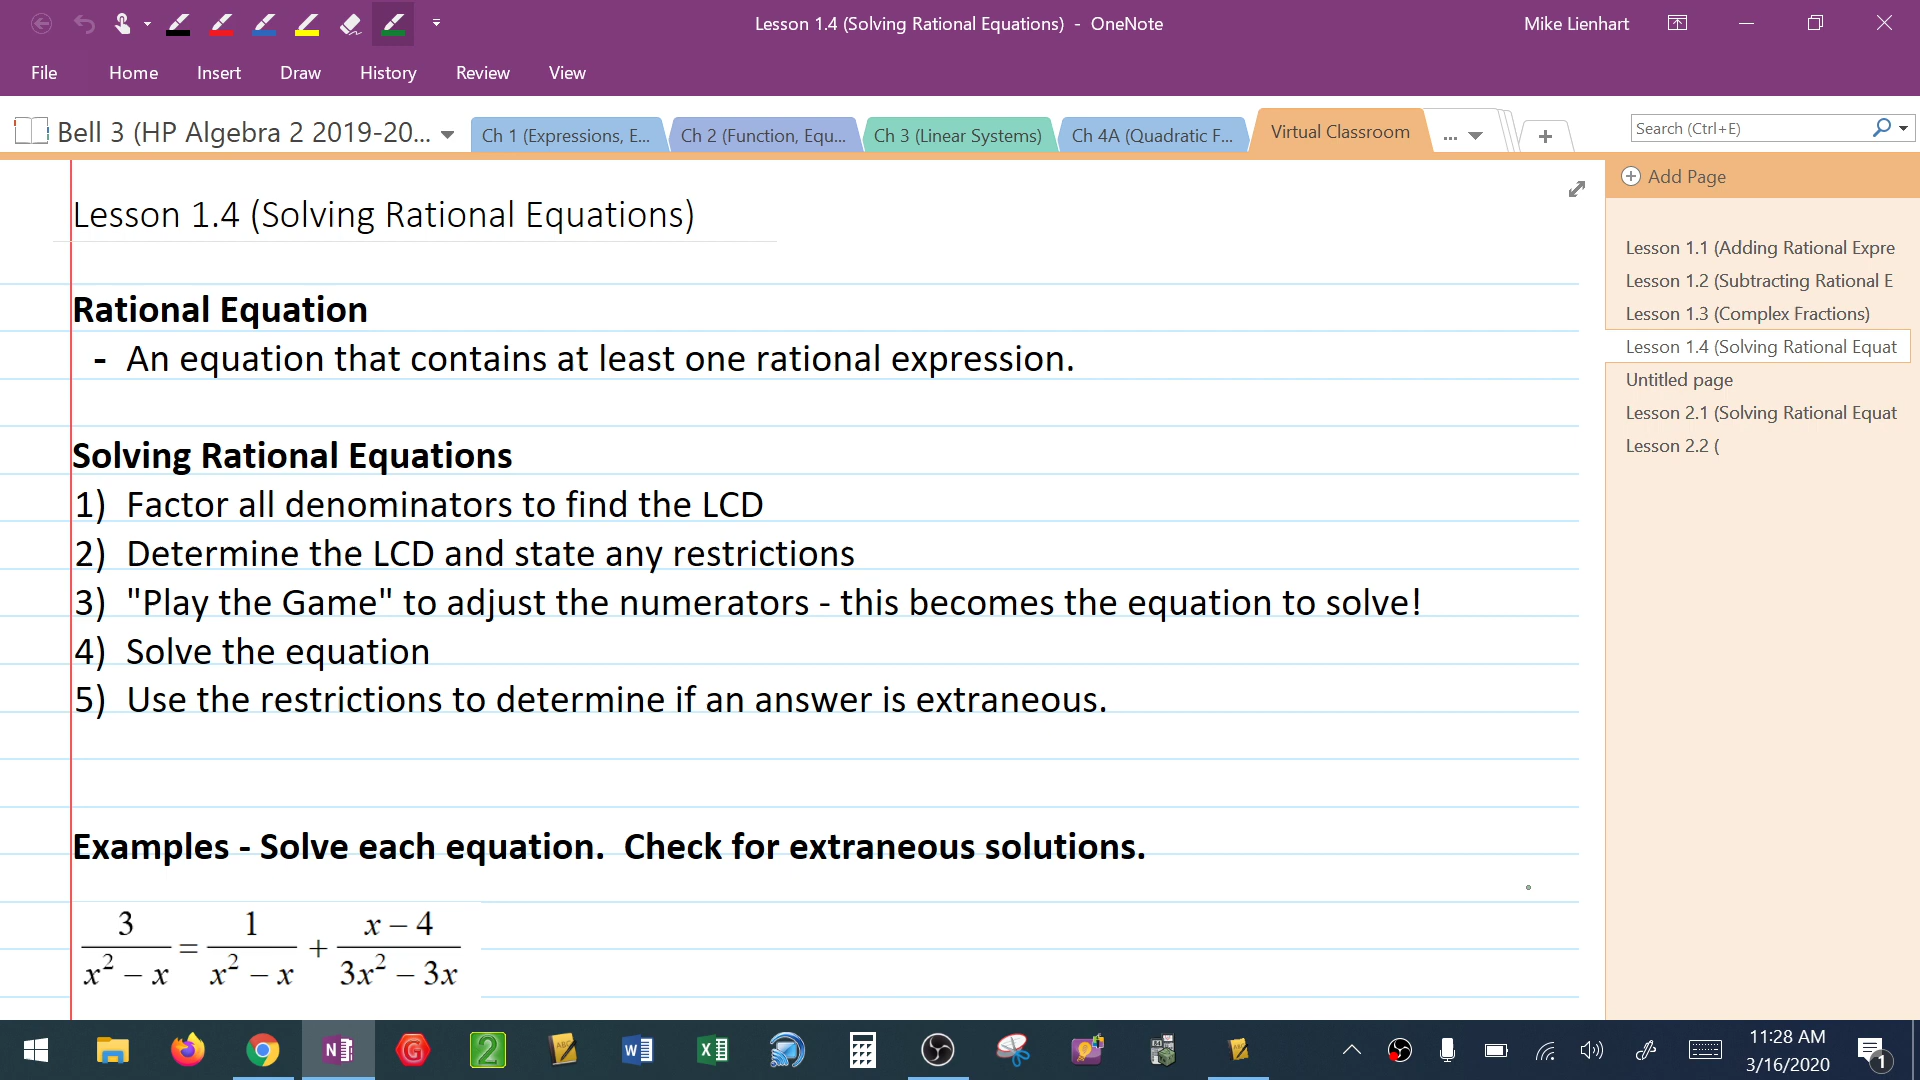 Lesson 1.4 (Solving Rational Equations) - OneNote
Mike Lienhart
File Home Insert Draw History Review View
Bell 3 (HP Algebra 2 2019-20...
Ch 1 (Expressions, E...
Ch 2 (Function, Equ...
Ch 3 (Linear Systems)
Ch 4A (Quadratic F...
Virtual Classroom
...
+
Search (Ctrl+E)
Add Page
Lesson 1.1 (Adding Rational Expre
Lesson 1.2 (Subtracting Rational E
Lesson 1.3 (Complex Fractions)
Lesson 1.4 (Solving Rational Equat
Untitled page
Lesson 2.1 (Solving Rational Equat
Lesson 2.2 (
Lesson 1.4 (Solving Rational Equations)
Rational Equation
- An equation that contains at least one rational expression.
Solving Rational Equations
1) Factor all denominators to find the LCD
2) Determine the LCD and state any restrictions
3) "Play the Game" to adjust the numerators - this becomes the equation to solve!
4) Solve the equation
5) Use the restrictions to determine if an answer is extraneous.
Examples - Solve each equation. Check for extraneous solutions.
3/(x² – x) = 1/(x² – x) + (x – 4)/(3x² – 3x)
11:28 AM
3/16/2020
1